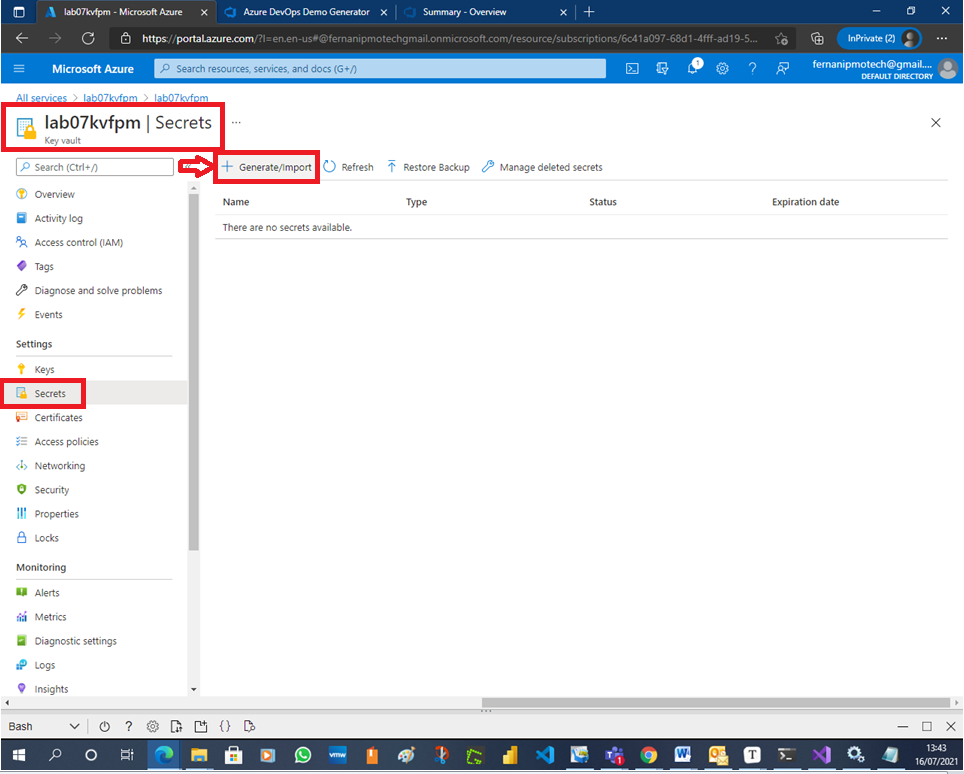 lab07kvfpm - Microsoft Azure
Azure DevOps Demo Generator
Summary - Overview
https://portal.azure.com/?l=en.en-us#@fernanipmotechgmail.onmicrosoft.com/resource/subscriptions/6c41a097-68d1-4fff-ad19-5...
InPrivate (2)
Microsoft Azure
Search resources, services, and docs (G+/)
1
fernanipmotech@gmail....
DEFAULT DIRECTORY
All services > lab07kvfpm > lab07kvfpm
lab07kvfpm | Secrets ...
Key vault
Search (Ctrl+/)
Generate/Import
Refresh
Restore Backup
Manage deleted secrets
Name Type Status Expiration date
There are no secrets available.
Overview
Activity log
Access control (IAM)
Tags
Diagnose and solve problems
Events
Settings
Keys
Secrets
Certificates
Access policies
Networking
Security
Properties
Locks
Monitoring
Alerts
Metrics
Diagnostic settings
Logs
Insights
Bash
? { }
vmw
T
13:43
16/07/2021